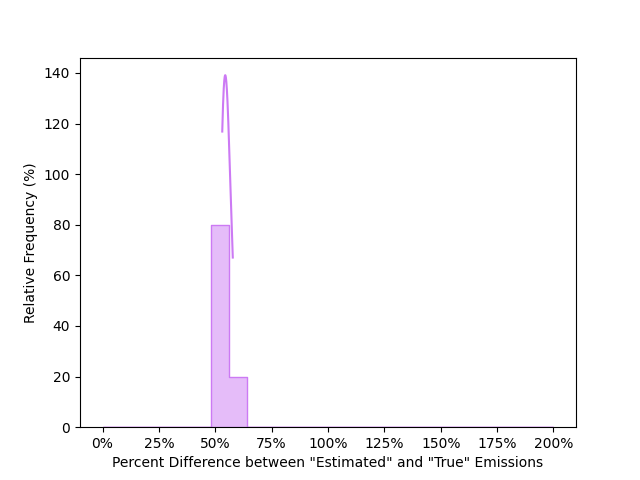 140
120
100
80
60
40
20
0
Relative Frequency (%)
0% 25% 50% 75% 100% 125% 150% 175% 200%
Percent Difference between "Estimated" and "True" Emissions